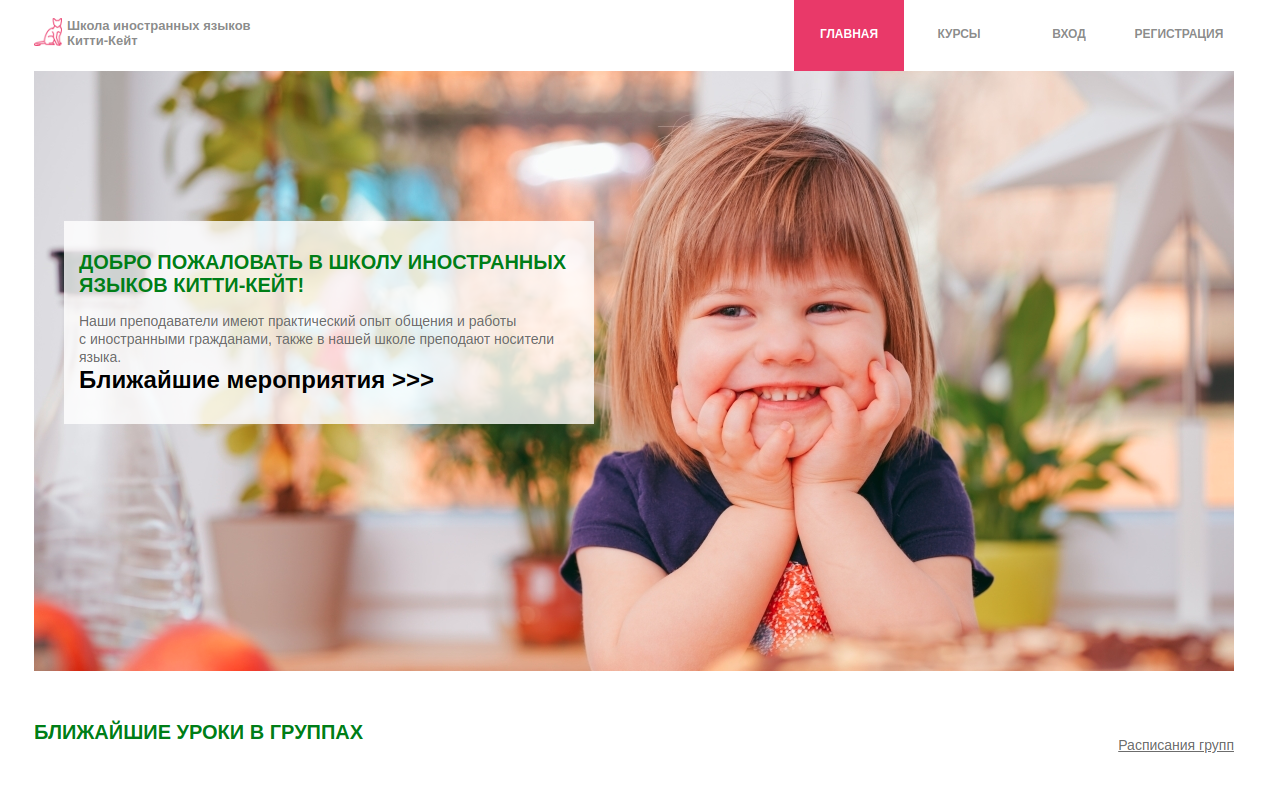 Школа иностранных языков
Китти-Кейт
ГЛАВНАЯ
КУРСЫ
ВХОД
РЕГИСТРАЦИЯ
ДОБРО ПОЖАЛОВАТЬ В ШКОЛУ ИНОСТРАННЫХ
ЯЗЫКОВ КИТТИ-КЕЙТ!
Наши преподаватели имеют практический опыт общения и работы
с иностранными гражданами, также в нашей школе преподают носители
языка.
Ближайшие мероприятия >>>
БЛИЖАЙШИЕ УРОКИ В ГРУППАХ
Расписания групп